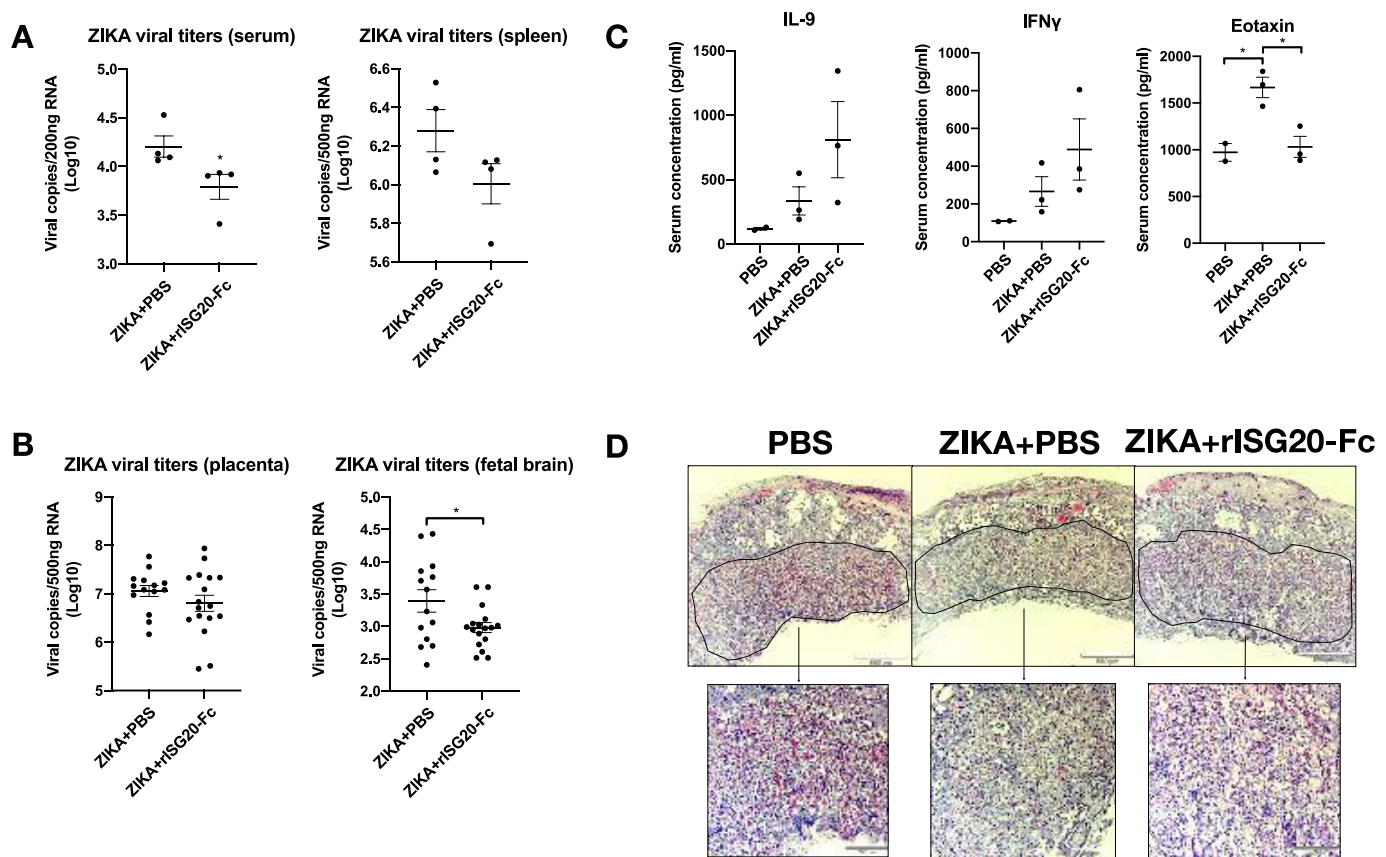 A
ZIKA viral titers (serum)
Viral copies/200ng RNA
(Log10)
5.0
4.5
4.0
3.5
3.0
*
ZIKA+PBS
ZIKA+rISG20-Fc
ZIKA viral titers (spleen)
Viral copies/500ng RNA
(Log10)
6.6
6.4
6.2
6.0
5.8
5.6
ZIKA+PBS
ZIKA+rISG20-Fc
B
ZIKA viral titers (placenta)
Viral copies/500ng RNA
(Log10)
9
8
7
6
5
ZIKA+PBS
ZIKA+rISG20-Fc
ZIKA viral titers (fetal brain)
Viral copies/500ng RNA
(Log10)
5.0
4.5
4.0
3.5
3.0
2.5
2.0
*
ZIKA+PBS
ZIKA+rISG20-Fc
C
IL-9
Serum concentration (pg/ml)
1500
1000
500
0
PBS
ZIKA+PBS
ZIKA+rISG20-Fc
IFNγ
Serum concentration (pg/ml)
1000
800
600
400
200
0
PBS
ZIKA+PBS
ZIKA+rISG20-Fc
Eotaxin
Serum concentration (pg/ml)
2000
1500
1000
500
0
*
*
PBS
ZIKA+PBS
ZIKA+rISG20-Fc
D
PBS
ZIKA+PBS
ZIKA+rISG20-Fc